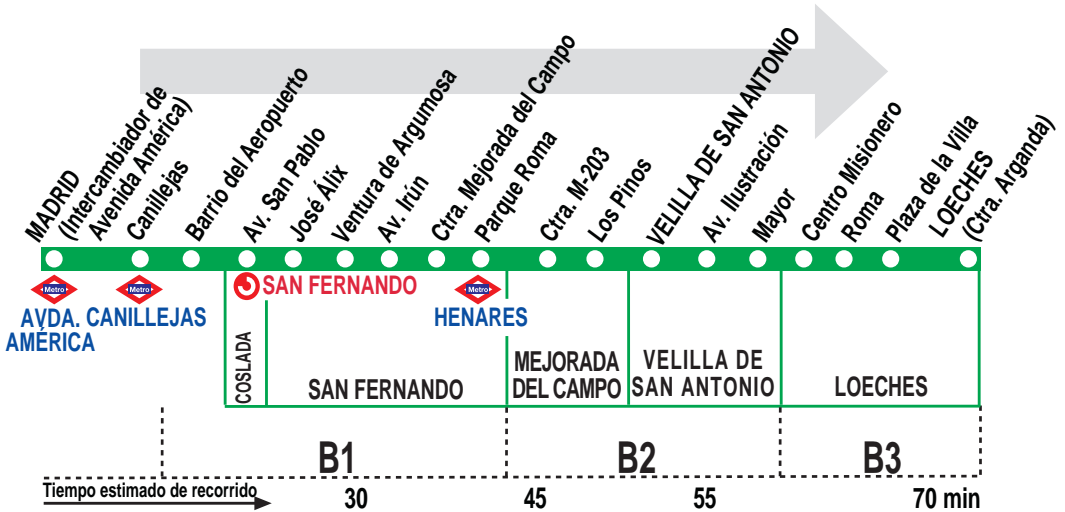 MADRID
(Intercambiador de
Avenida América)
Canillejas
Barrio del Aeropuerto
Av. San Pablo
José Álix
Ventura de Argumosa
Av. Irún
Ctra. Mejorada del Campo
Parque Roma
Ctra. M-203
Los Pinos
VELILLA DE SAN ANTONIO
Av. Ilustración
Mayor
Centro Misionero
Roma
Plaza de la Villa
LOECHES
(Ctra. Arganda)
Metro
AVDA.
AMÉRICA
Metro
CANILLEJAS
SAN FERNANDO
Metro
HENARES
COSLADA
SAN FERNANDO
MEJORADA
DEL CAMPO
VELILLA DE
SAN ANTONIO
LOECHES
B1
B2
B3
Tiempo estimado de recorrido
30
45
55
70 min